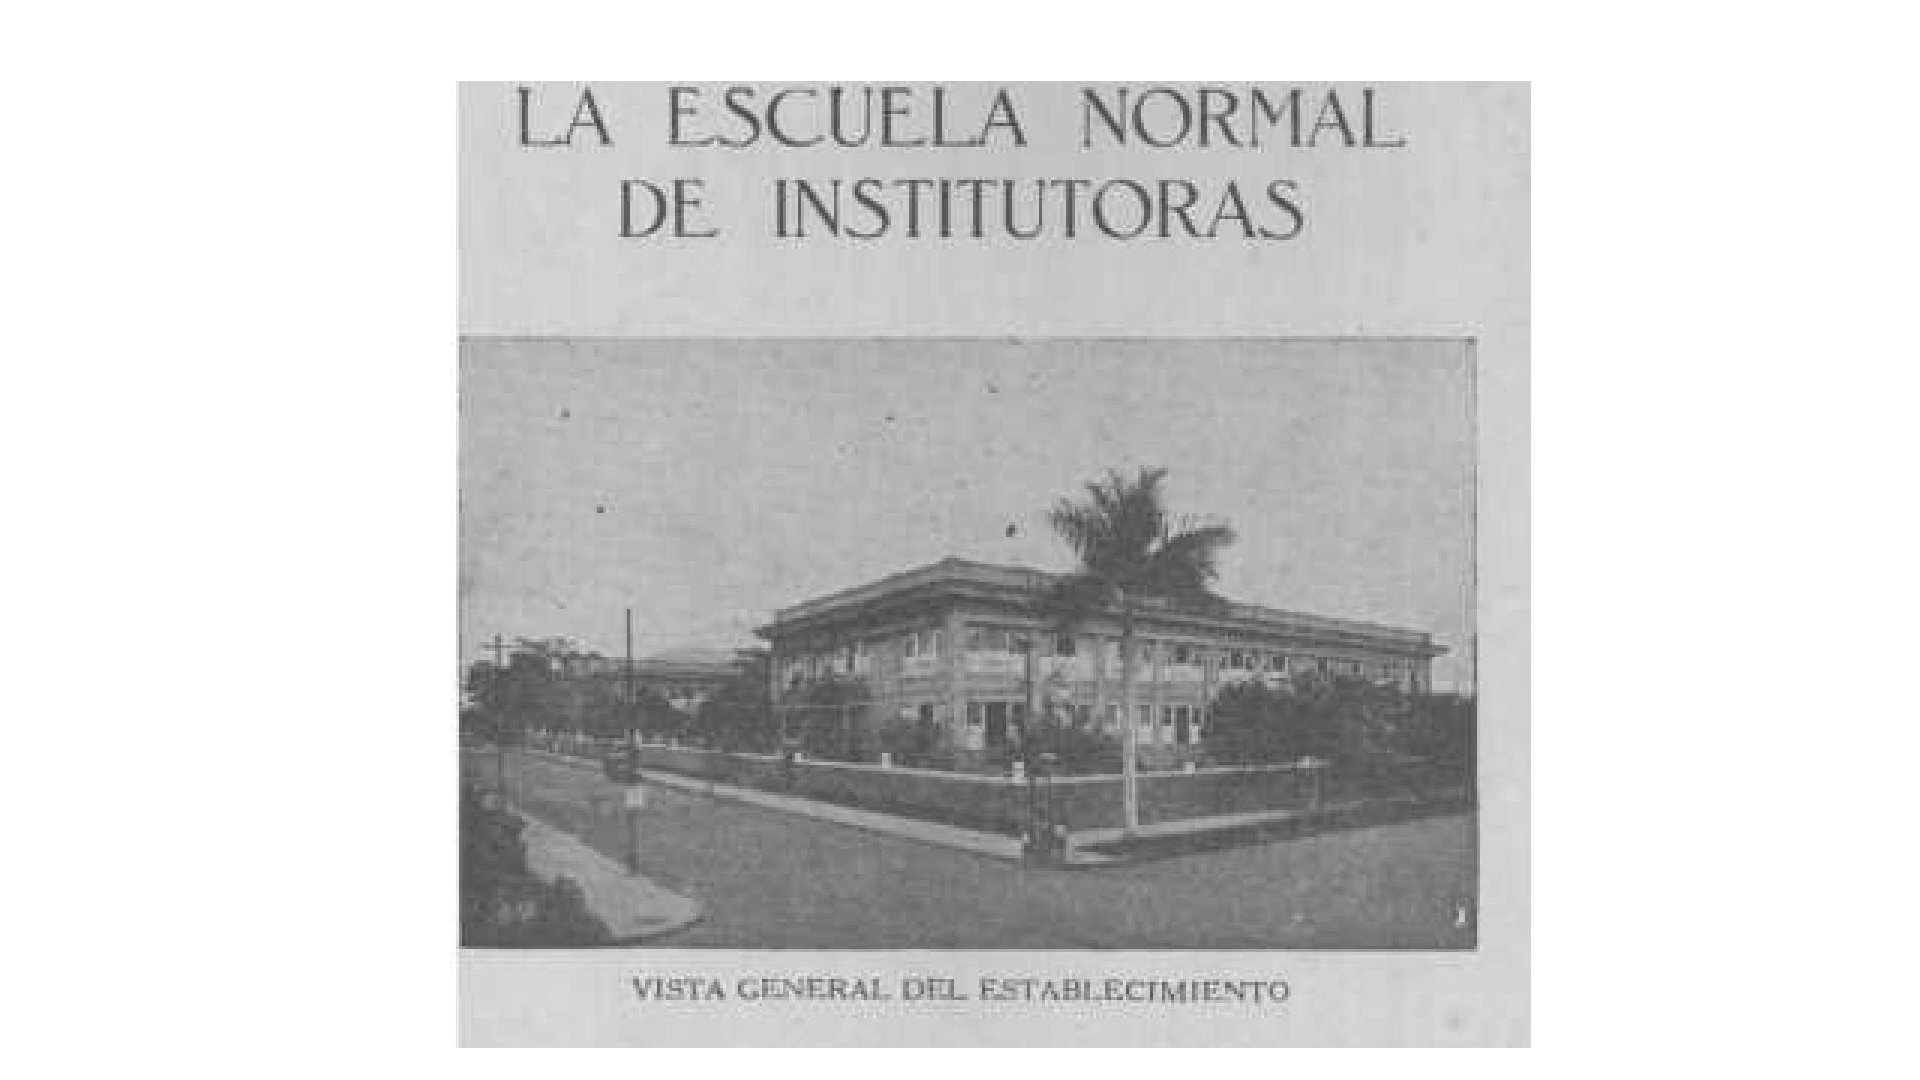 LA ESCUELA NORMAL
DE INSTITUTORAS
VISTA GENERAL DEL ESTABLECIMIENTO